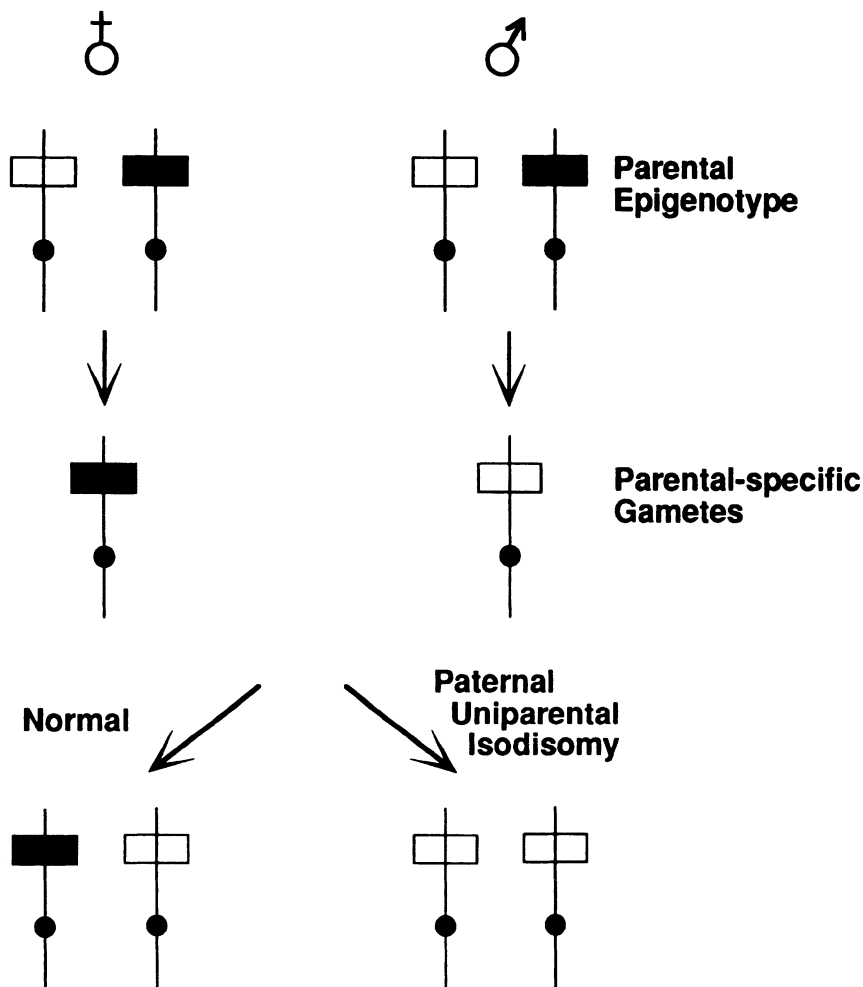 Parental
Epigenotype
Parental-specific
Gametes
Normal
Paternal
Uniparental
Isodisomy